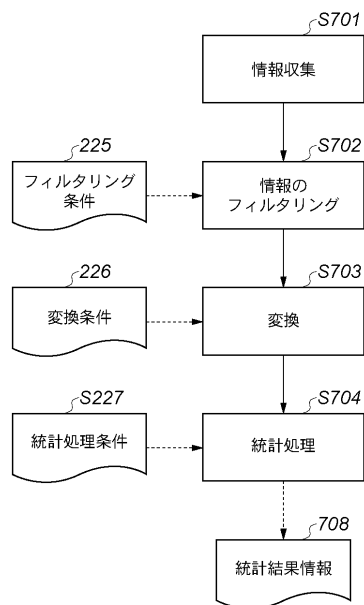 S701
情報収集
225
フィルタリング
条件
S702
情報の
フィルタリング
226
変換条件
S703
変換
S227
統計処理条件
S704
統計処理
708
統計結果情報